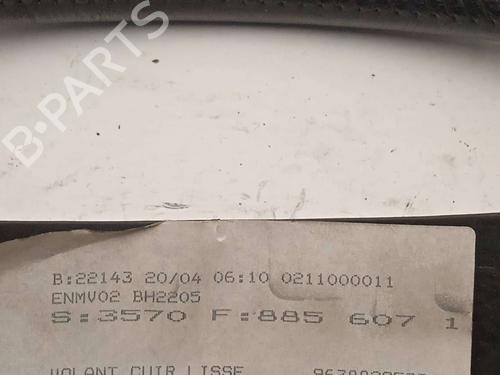 B-PARTS
B:22143 20/04 06:10 0211000011
ENMV02 BH2205
S:3570 F:885 607 1
VOLANT CUIR LISSE